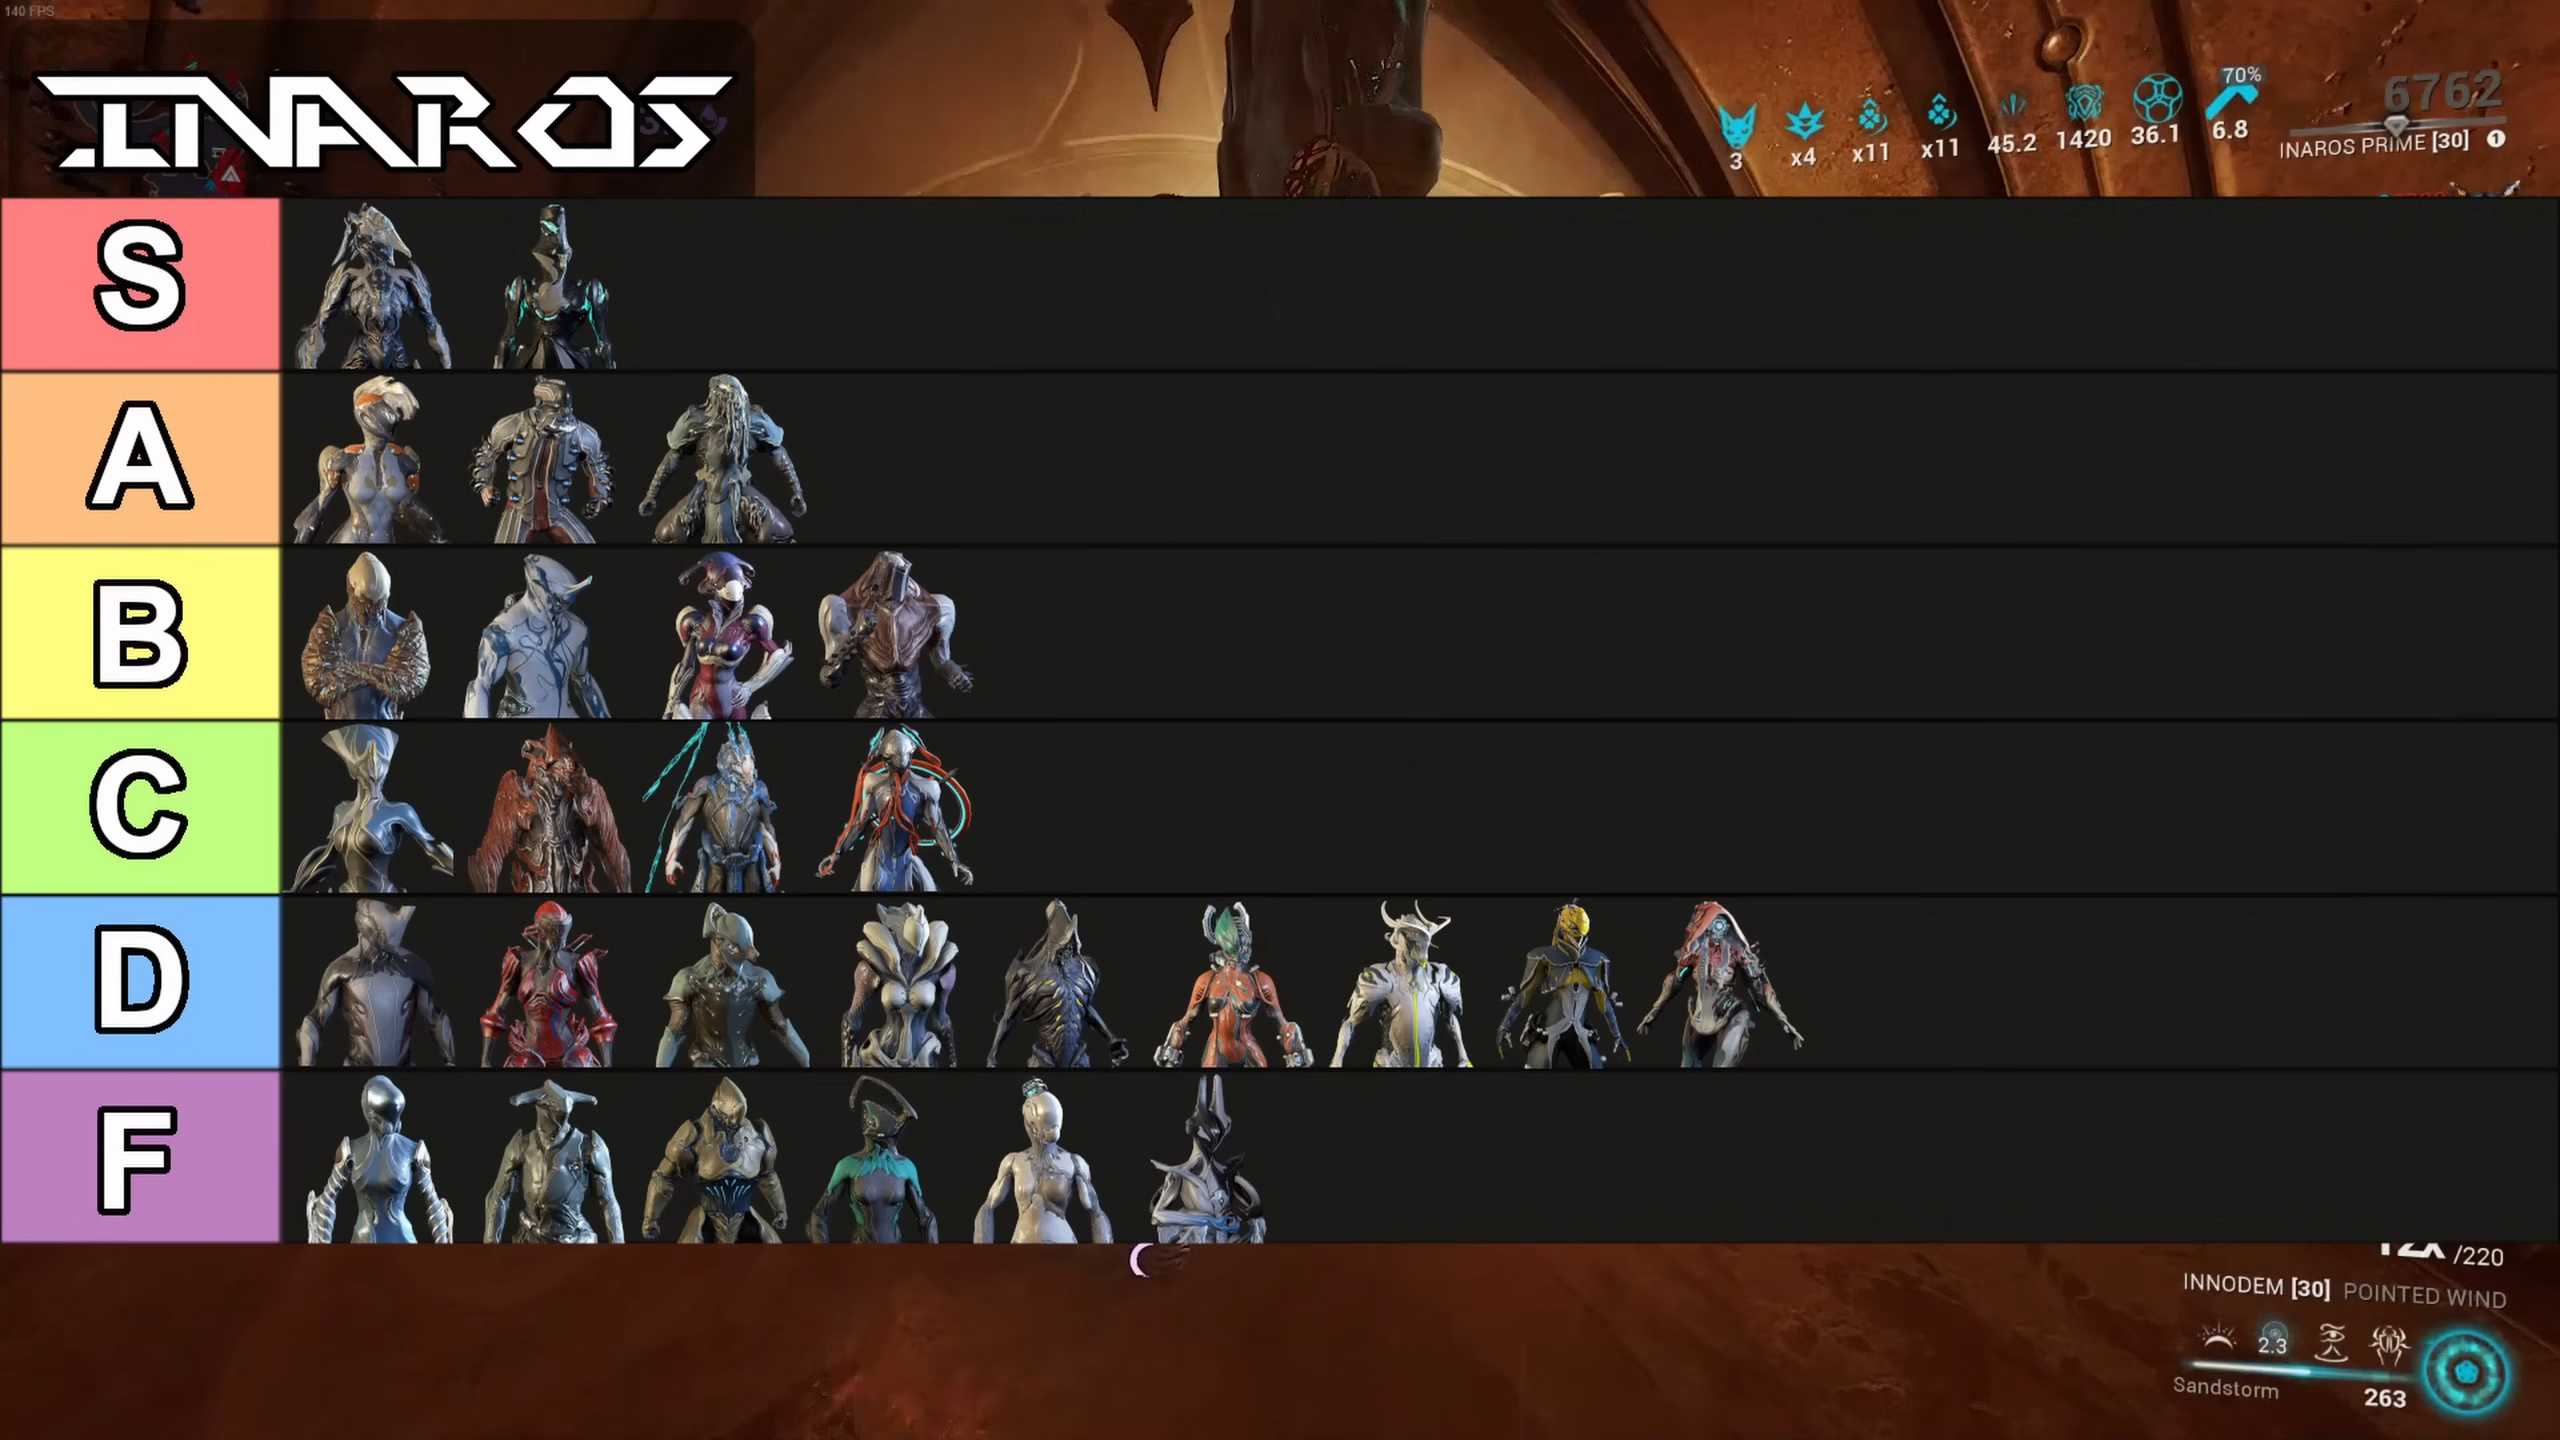 140 FPS
INAROS
3
x4
x11
x11
45.2
1420
36.1
70%
6.8
6762
INAROS PRIME [30] 1
S
A
B
C
D
F
/220
INNODEM [30] POINTED WIND
2.3
Sandstorm
263